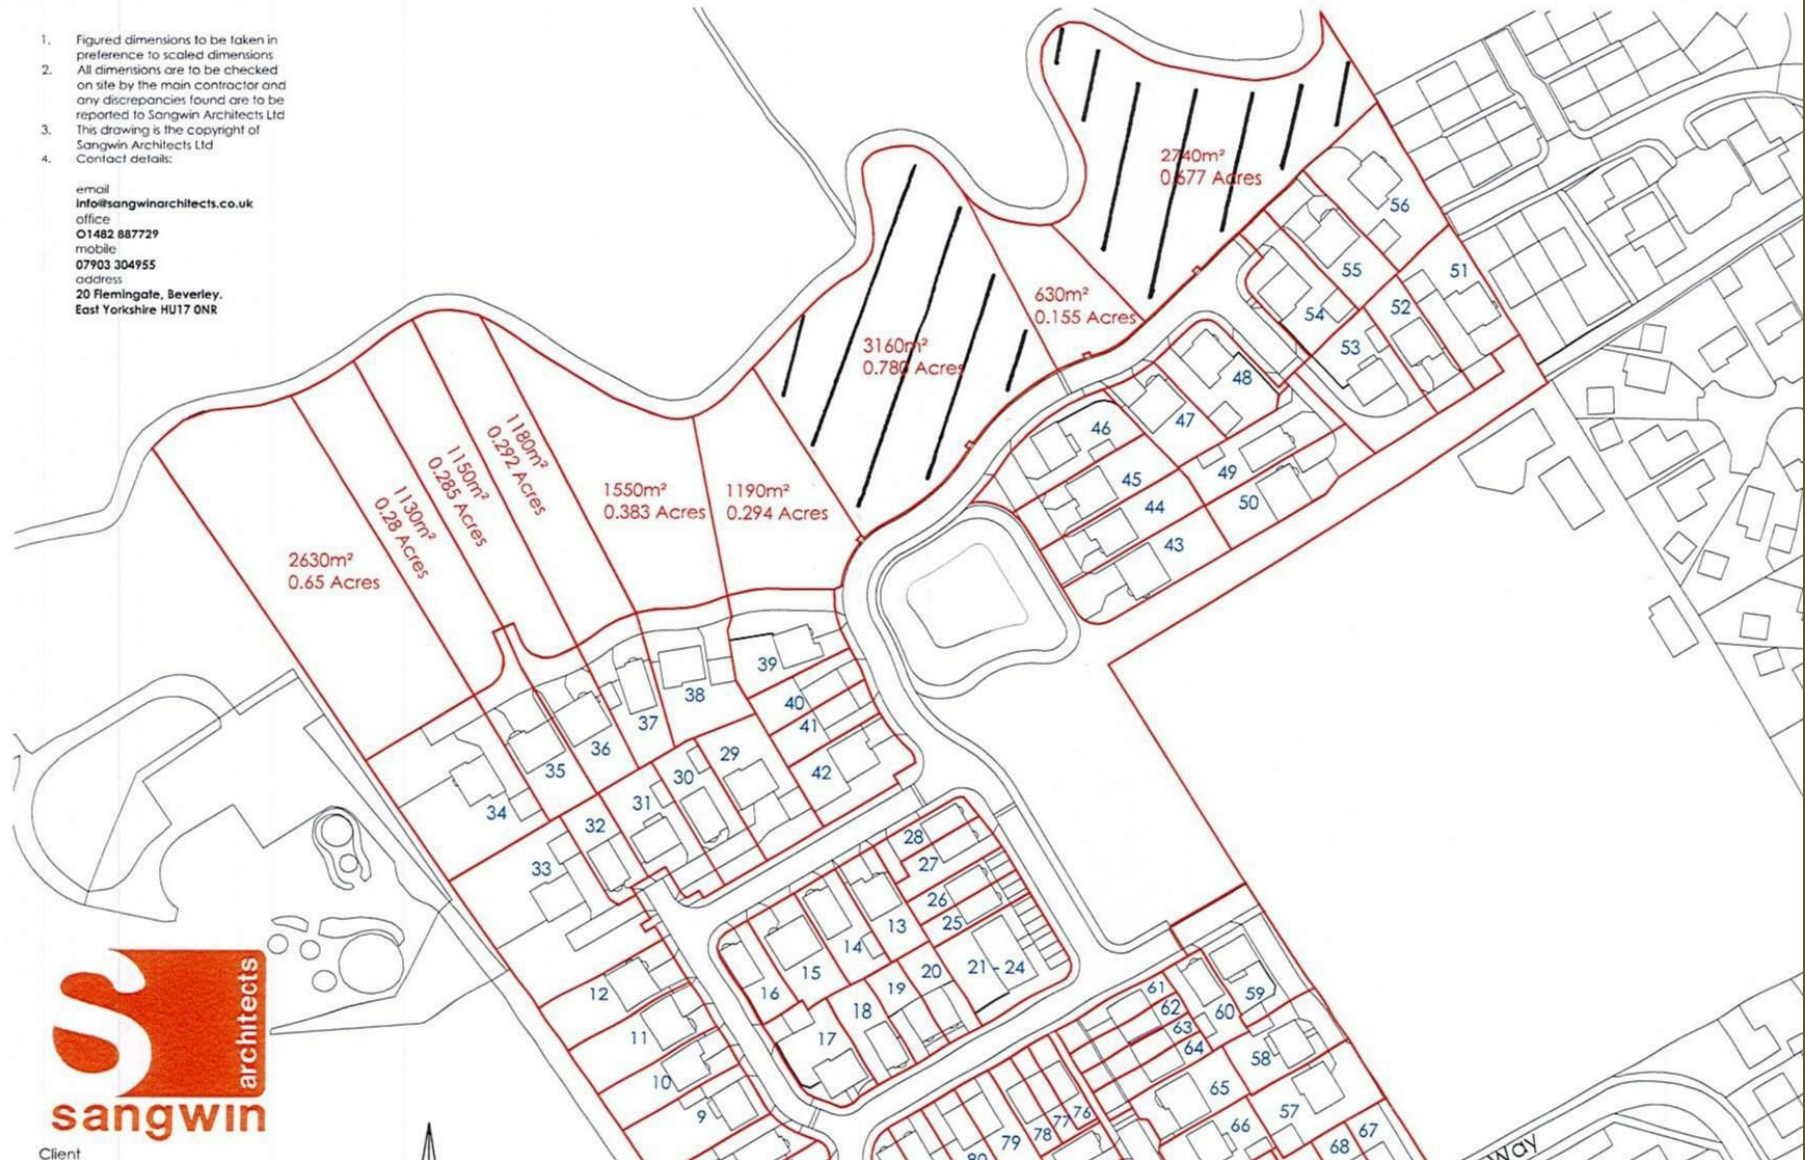 1. Figured dimensions to be taken in
preference to scaled dimensions
2. All dimensions are to be checked
on site by the main contractor and
any discrepancies found are to be
reported to Sangwin Architects Ltd
3. This drawing is the copyright of
Sangwin Architects Ltd
4. Contact details:
email
info@sangwinarchitects.co.uk
office
01482 887729
mobile
07903 304955
address
20 Flemingate, Beverley.
East Yorkshire HU17 0NR
2740m²
0.677 Acres
630m²
0.155 Acres
3160m²
0.780 Acres
1180m²
0.292 Acres
1150m²
0.285 Acres
1130m²
0.28 Acres
1550m²
0.383 Acres
1190m²
0.294 Acres
2630m²
0.65 Acres
56
55
51
54
52
53
48
47
46
49
45
50
44
43
39
38
40
37
41
36
29
35
30
42
31
34
32
28
33
27
26
25
13
14
15
20
21 - 24
16
19
12
18
17
11
10
9
61
59
62
60
63
64
58
65
57
66
67
68
76
77
78
79
80
way
architects
sangwin
Client